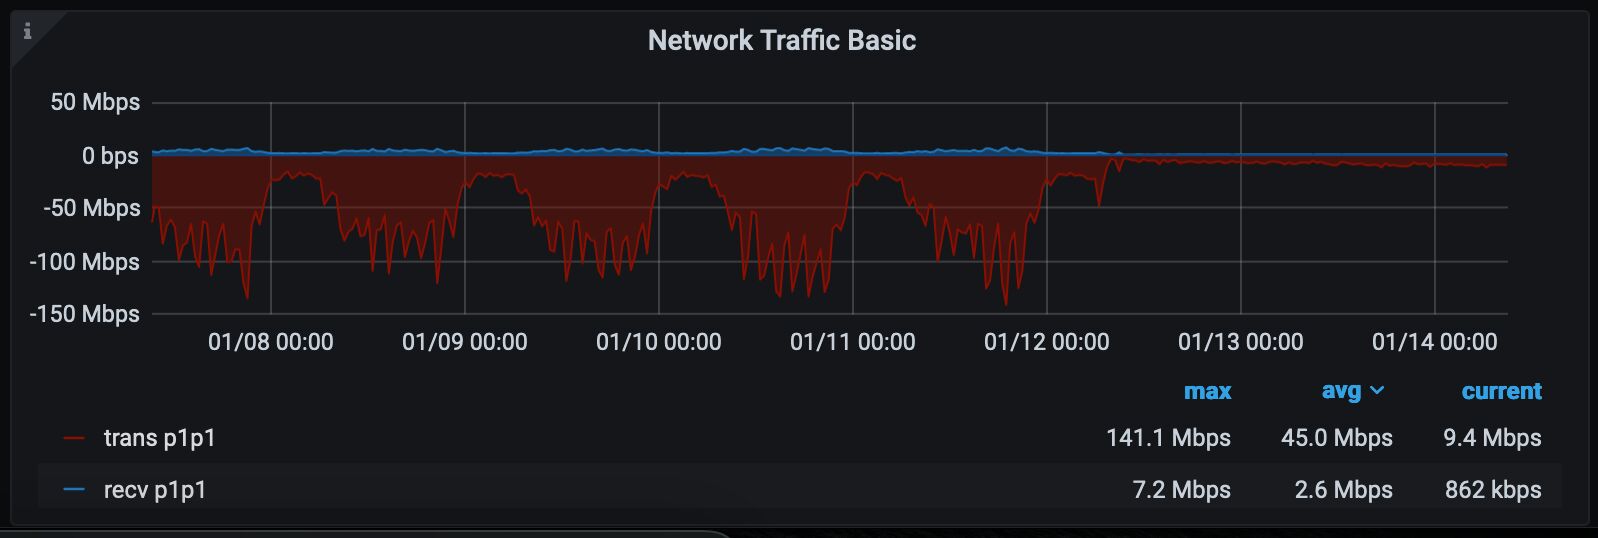 i
Network Traffic Basic
50 Mbps
0 bps
-50 Mbps
-100 Mbps
-150 Mbps
01/08 00:00 01/09 00:00 01/10 00:00 01/11 00:00 01/12 00:00 01/13 00:00 01/14 00:00
max avg current
trans p1p1 141.1 Mbps 45.0 Mbps 9.4 Mbps
recv p1p1 7.2 Mbps 2.6 Mbps 862 kbps